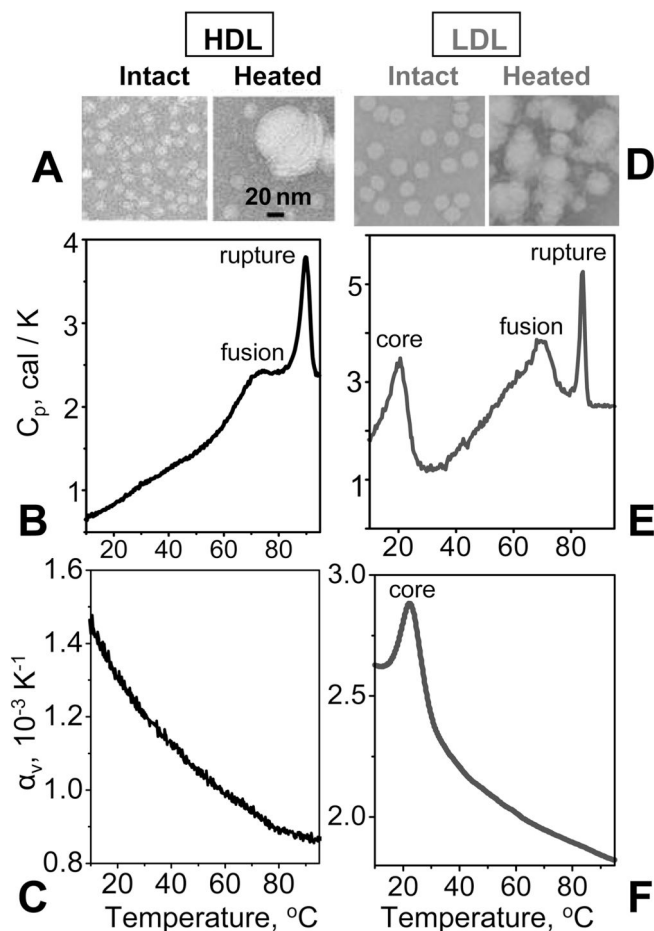 HDL
LDL
Intact Heated
Intact Heated
A
20 nm
D
4
3
2
1
C_p, cal / K
fusion
rupture
B
20 40 60 80
5
3
1
core
fusion
rupture
E
20 40 60 80
1.6
1.4
1.2
1.0
0.8
α_v, 10⁻³ K⁻¹
20 40 60 80
C
Temperature, °C
3.0
2.5
2.0
core
20 40 60 80
Temperature, °C
F